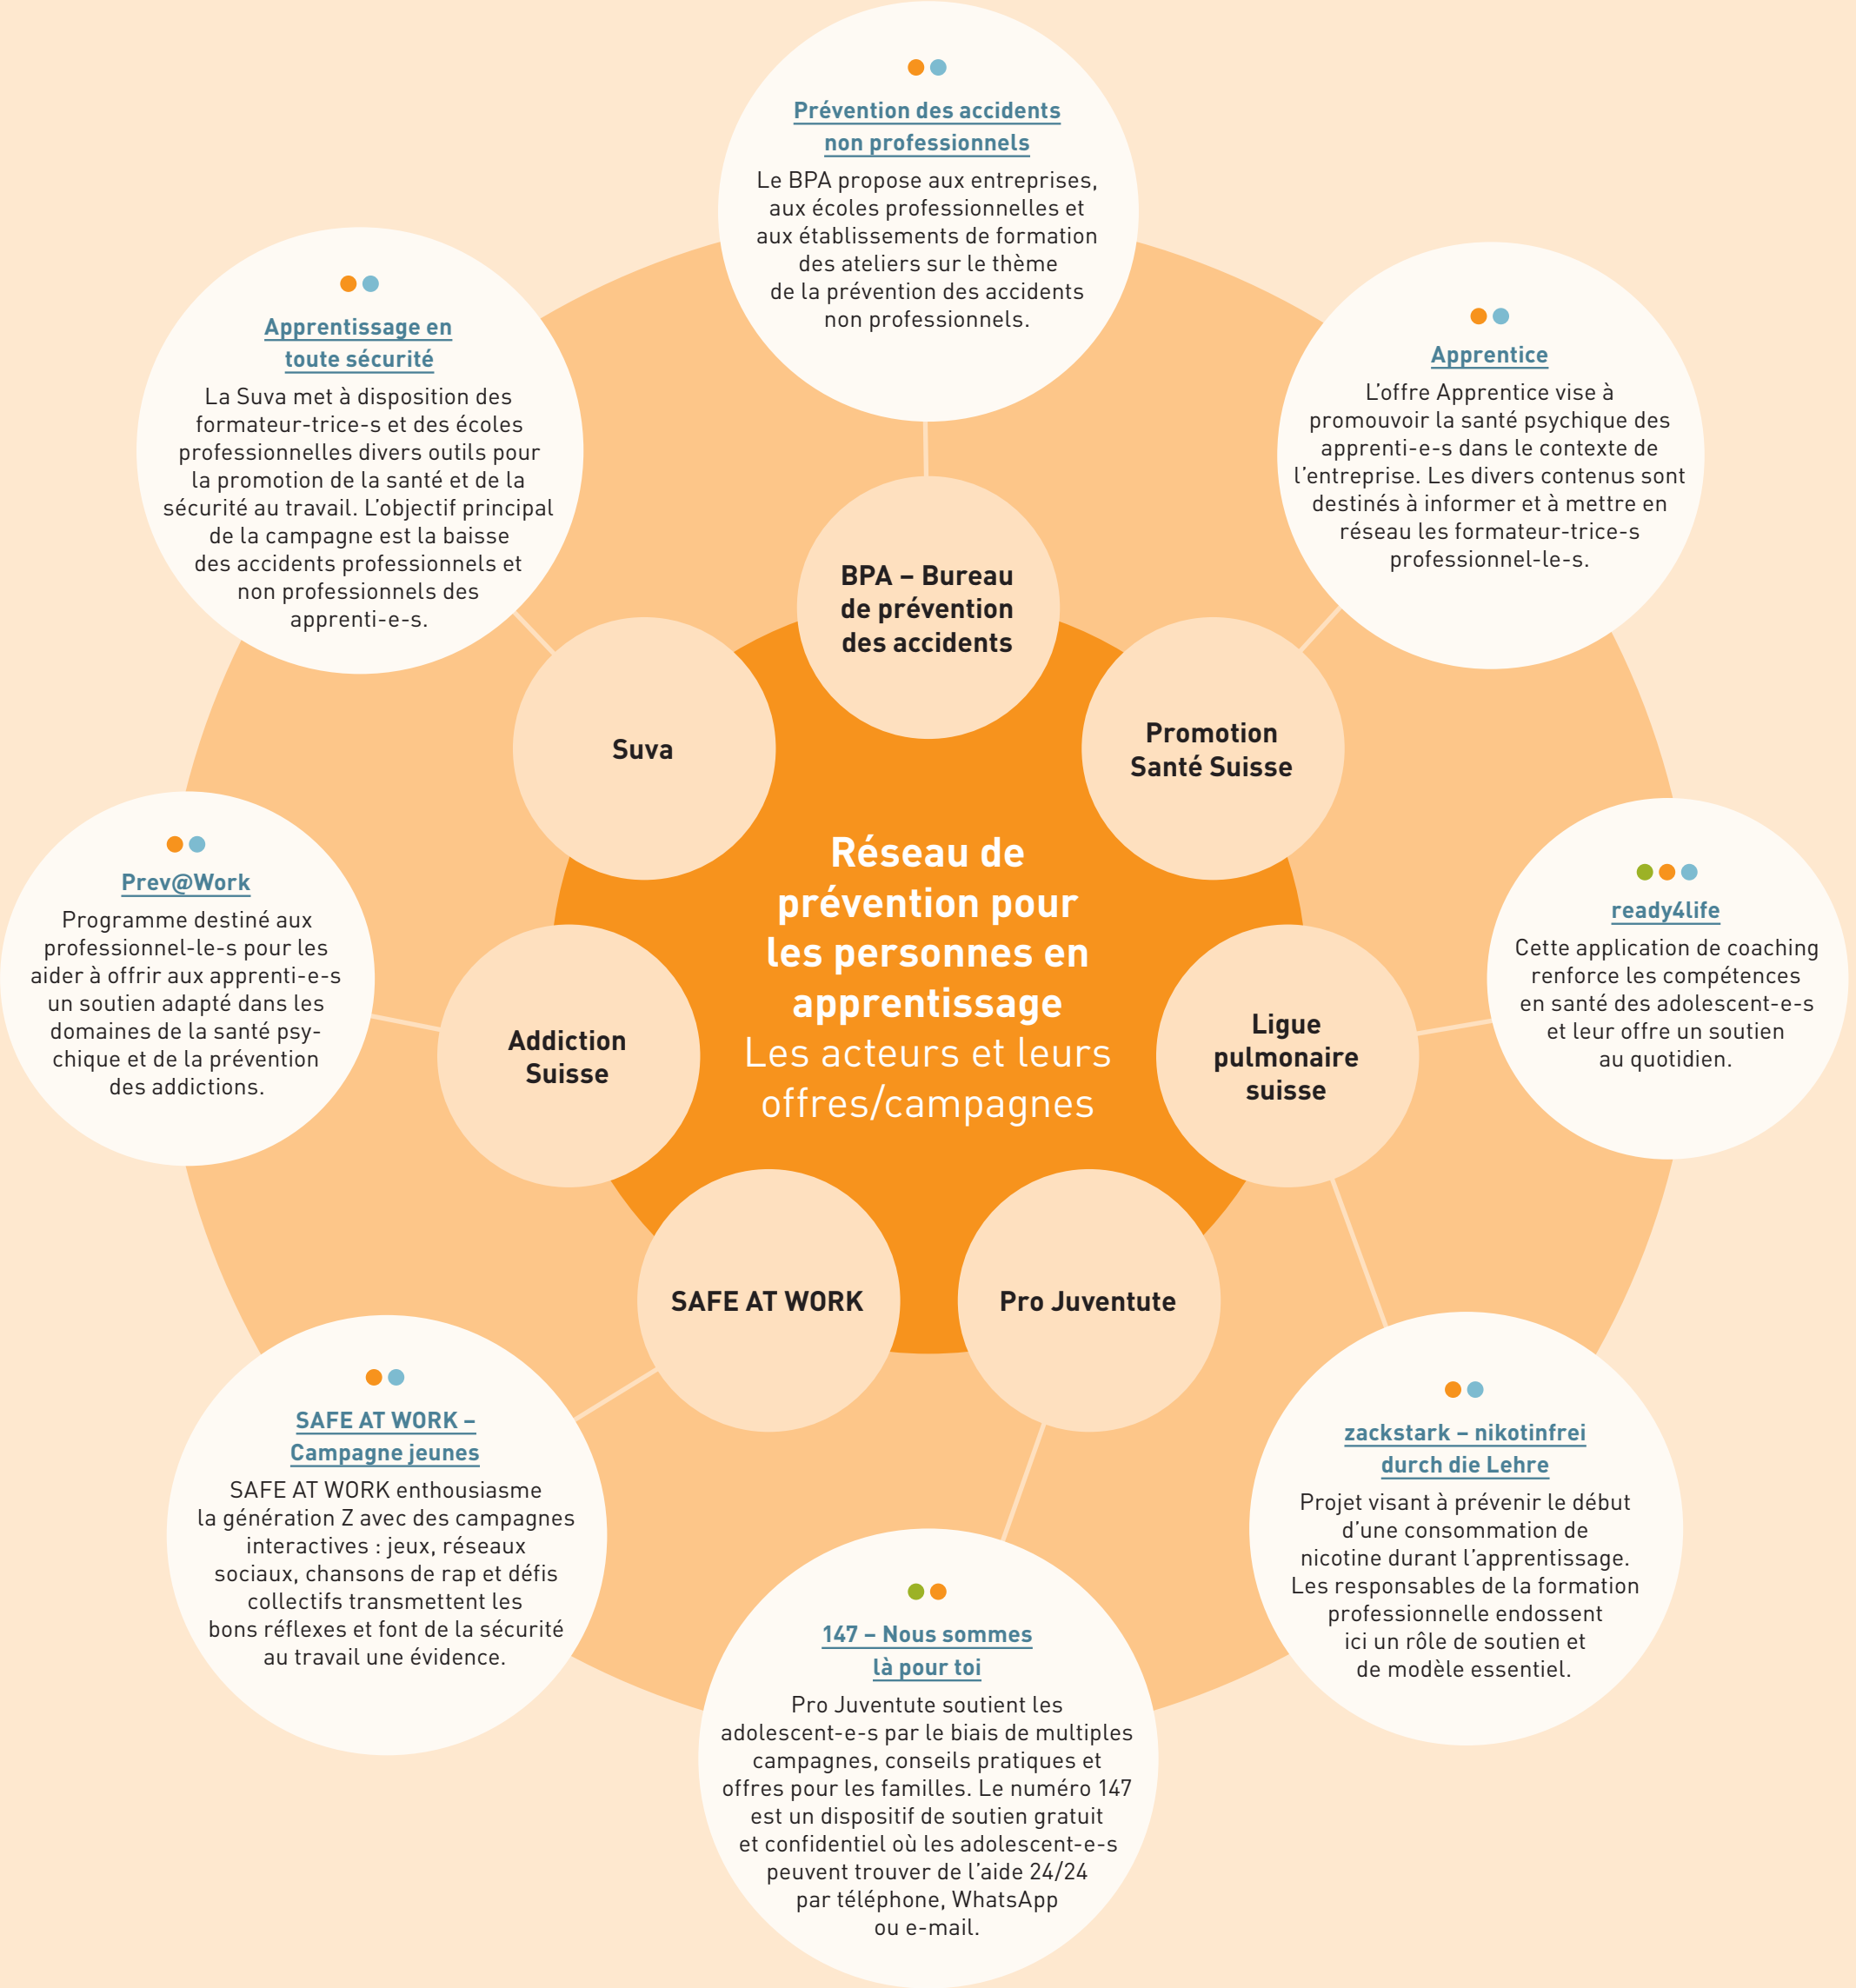 Prévention des accidents
non professionnels
Le BPA propose aux entreprises,
aux écoles professionnelles et
aux établissements de formation
des ateliers sur le thème
de la prévention des accidents
non professionnels.
Apprentissage en
toute sécurité
La Suva met à disposition des
formateur-trice-s et des écoles
professionnelles divers outils pour
la promotion de la santé et de la
sécurité au travail. L’objectif principal
de la campagne est la baisse
des accidents professionnels et
non professionnels des
apprenti-e-s.
Apprentice
L’offre Apprentice vise à
promouvoir la santé psychique des
apprenti-e-s dans le contexte de
l’entreprise. Les divers contenus sont
destinés à informer et à mettre en
réseau les formateur-trice-s
professionnel-le-s.
BPA – Bureau
de prévention
des accidents
Suva
Promotion
Santé Suisse
Prev@Work
Programme destiné aux
professionnel-le-s pour les
aider à offrir aux apprenti-e-s
un soutien adapté dans les
domaines de la santé psy-
chique et de la prévention
des addictions.
Réseau de
prévention pour
les personnes en
apprentissage
Les acteurs et leurs
offres/campagnes
ready4life
Cette application de coaching
renforce les compétences
en santé des adolescent-e-s
et leur offre un soutien
au quotidien.
Addiction
Suisse
Ligue
pulmonaire
suisse
SAFE AT WORK
Pro Juventute
SAFE AT WORK –
Campagne jeunes
SAFE AT WORK enthousiasme
la génération Z avec des campagnes
interactives : jeux, réseaux
sociaux, chansons de rap et défis
collectifs transmettent les
bons réflexes et font de la sécurité
au travail une évidence.
zackstark – nikotinfrei
durch die Lehre
Projet visant à prévenir le début
d’une consommation de
nicotine durant l’apprentissage.
Les responsables de la formation
professionnelle endossent
ici un rôle de soutien et
de modèle essentiel.
147 – Nous sommes
là pour toi
Pro Juventute soutient les
adolescent-e-s par le biais de multiples
campagnes, conseils pratiques et
offres pour les familles. Le numéro 147
est un dispositif de soutien gratuit
et confidentiel où les adolescent-e-s
peuvent trouver de l’aide 24/24
par téléphone, WhatsApp
ou e-mail.